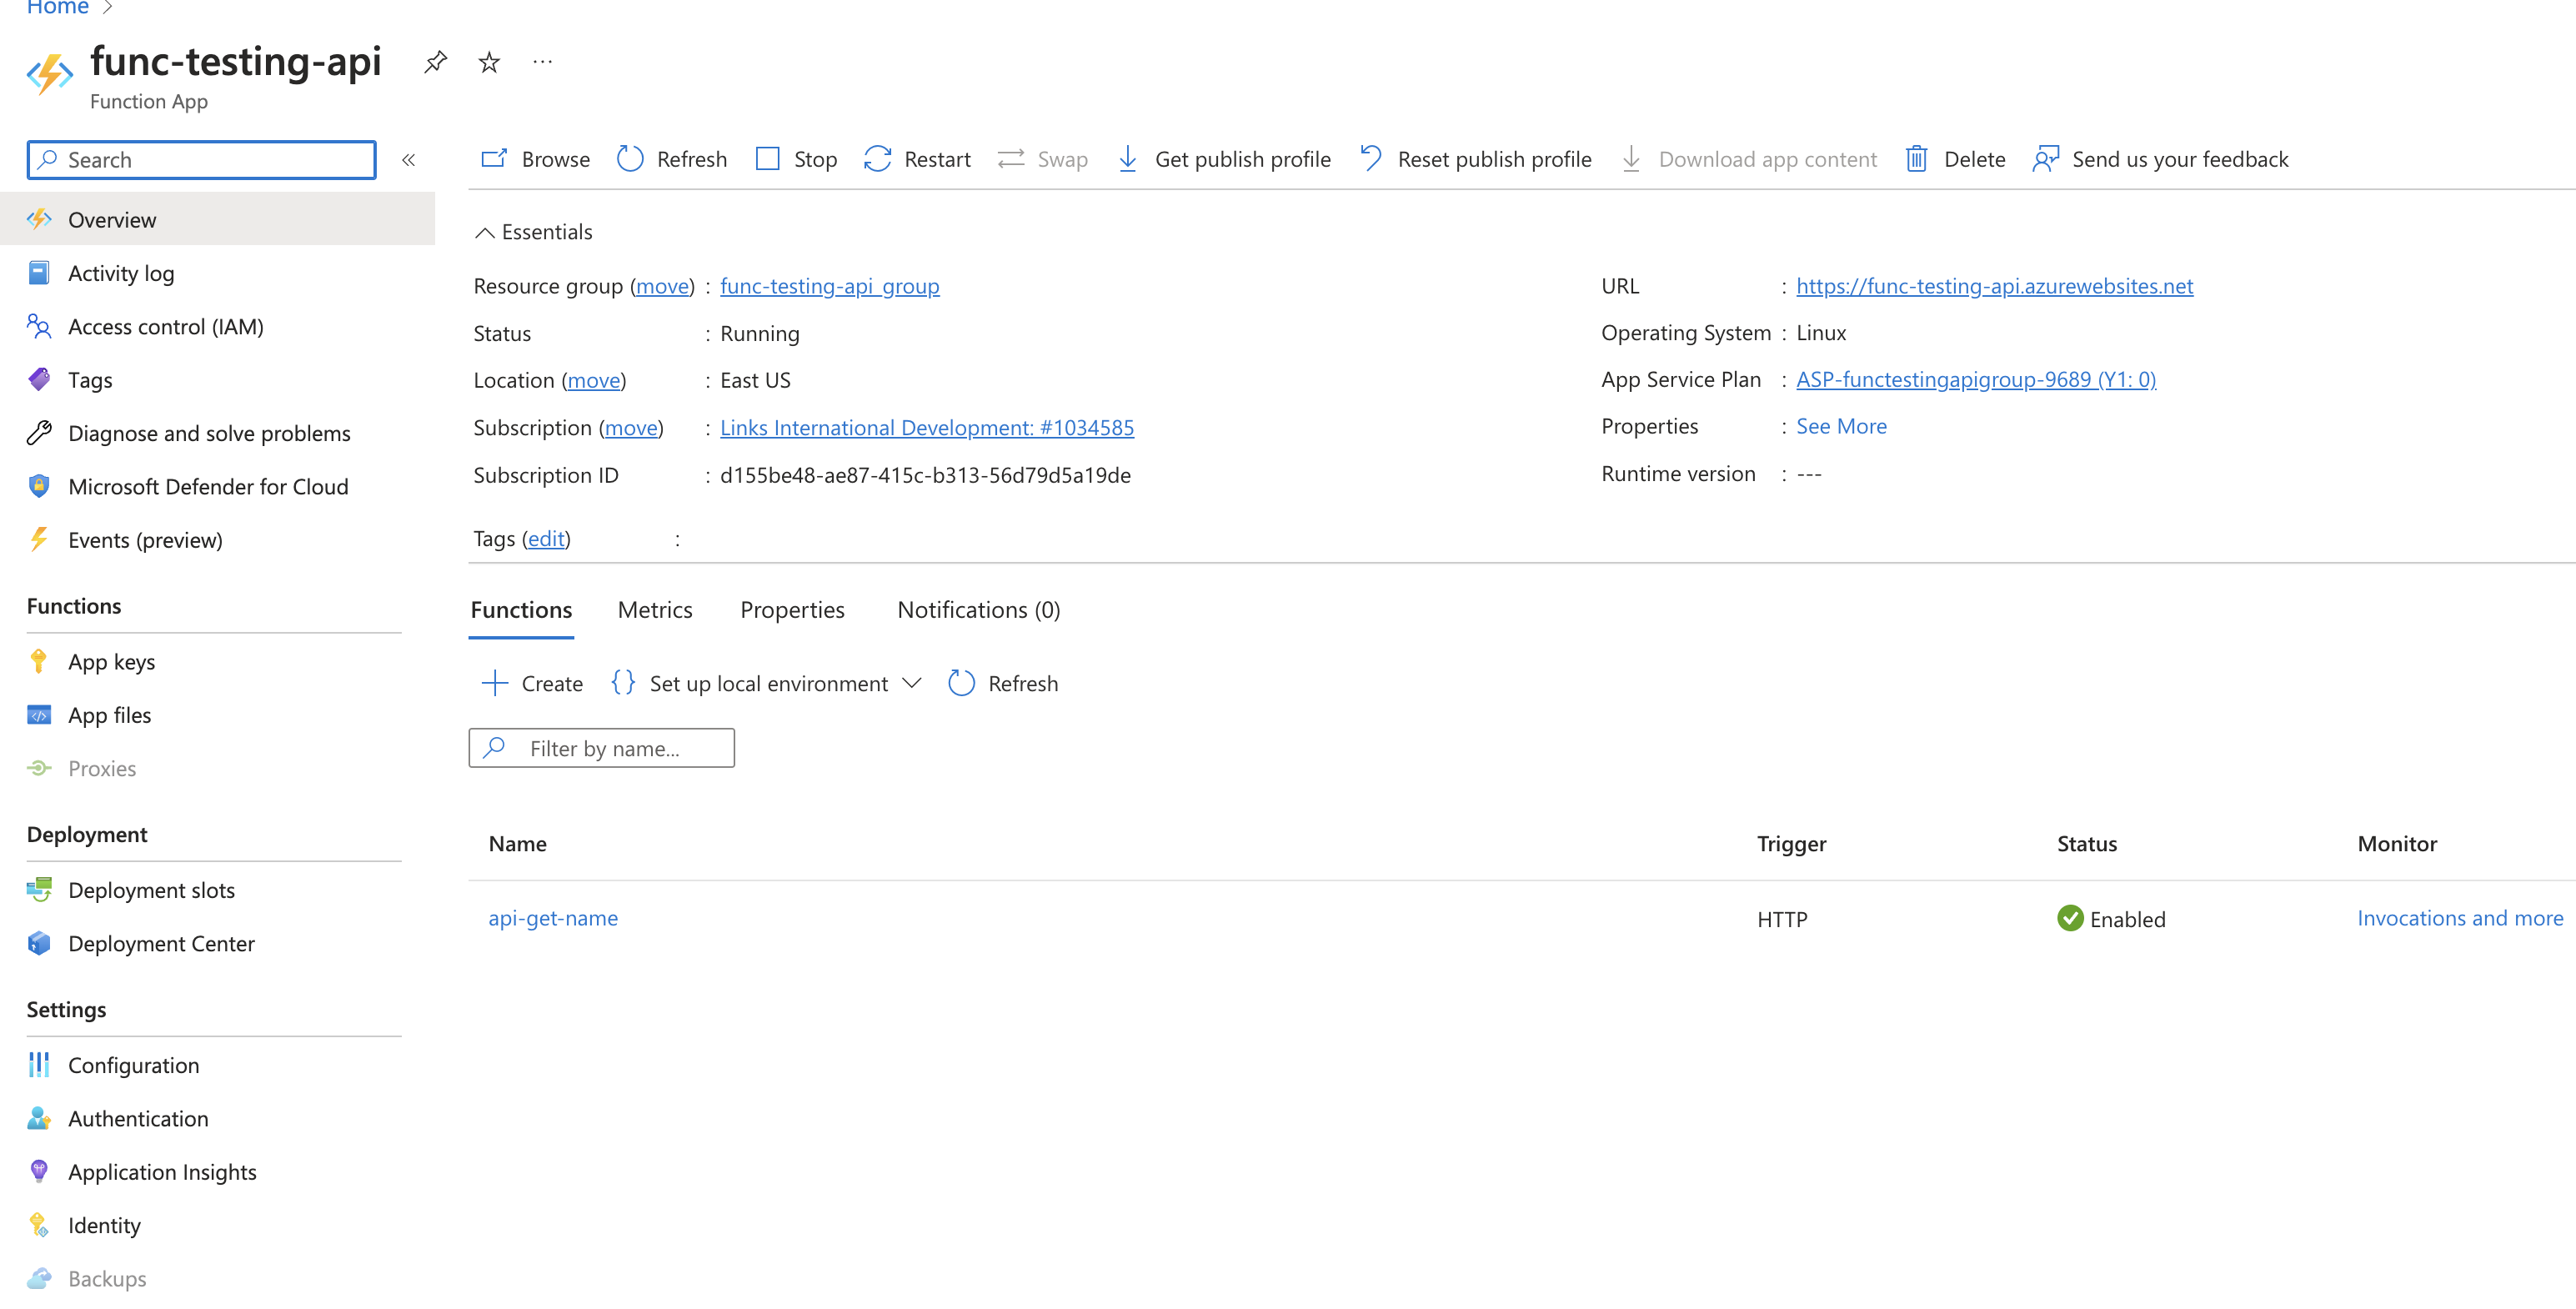 Home >
func-testing-api
Function App
Search
Overview
Activity log
Access control (IAM)
Tags
Diagnose and solve problems
Microsoft Defender for Cloud
Events (preview)
Functions
App keys
App files
Proxies
Deployment
Deployment slots
Deployment Center
Settings
Configuration
Authentication
Application Insights
Identity
Backups
Browse Refresh Stop Restart Swap Get publish profile Reset publish profile Download app content Delete Send us your feedback
Essentials
Resource group (move) : func-testing-api_group
Status : Running
Location (move) : East US
Subscription (move) : Links International Development: #1034585
Subscription ID : d155be48-ae87-415c-b313-56d79d5a19de
Tags (edit) :
URL : https://func-testing-api.azurewebsites.net
Operating System : Linux
App Service Plan : ASP-functestingapigroup-9689 (Y1: 0)
Properties : See More
Runtime version : ---
Functions Metrics Properties Notifications (0)
Create {} Set up local environment Refresh
Filter by name...
Name Trigger Status Monitor
api-get-name HTTP Enabled Invocations and more